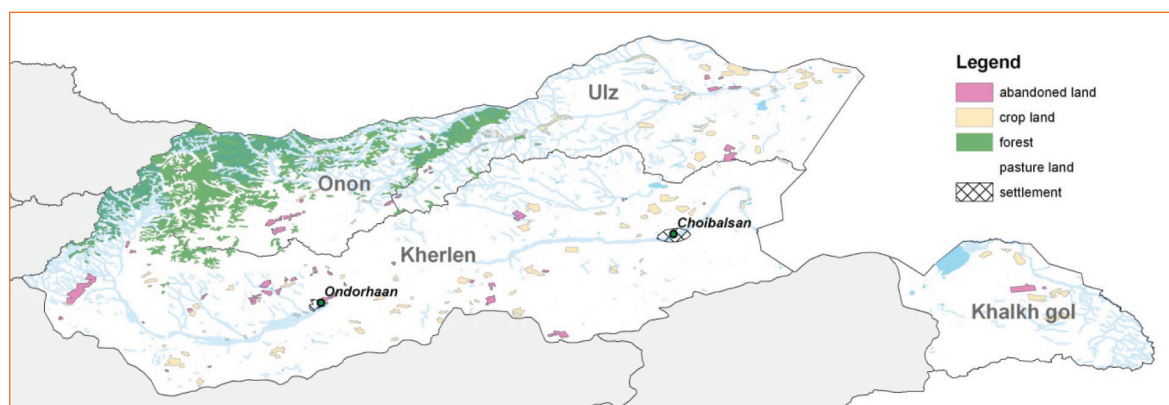 Legend
abandoned land
crop land
forest
pasture land
settlement
Ulz
Onon
Choibalsan
Kherlen
Ondorhaan
Khalkh gol